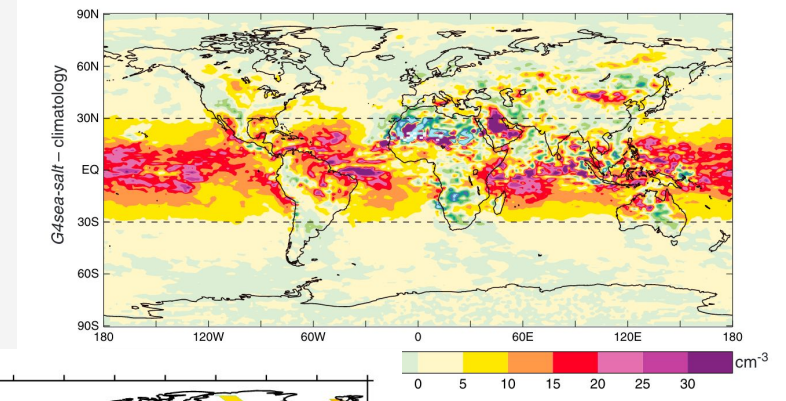 90N
60N
30N
EQ
30S
60S
90S
G4sea-salt – climatology
180 120W 60W 0 60E 120E 180
0 5 10 15 20 25 30 cm-3